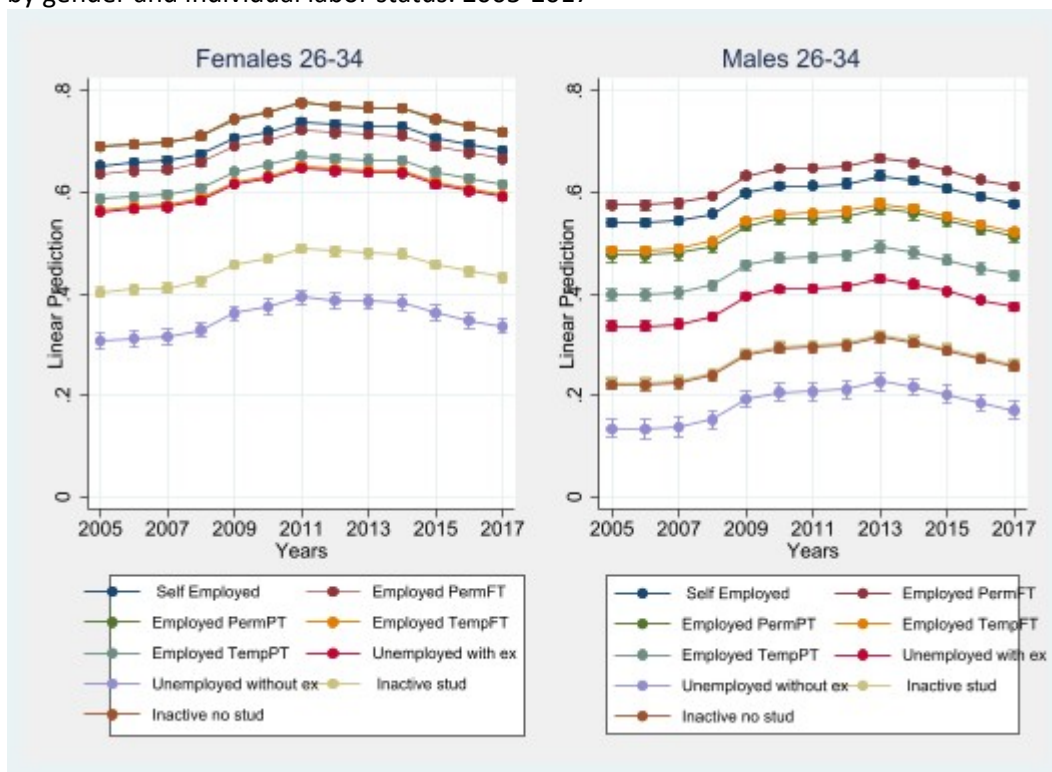 by gender and individual labor status. 2005-2017
Females 26-34
Linear Prediction
.8
.6
.4
.2
0
2005 2007 2009 2011 2013 2015 2017
Years
Self Employed Employed PermFT
Employed PermPT Employed TempFT
Employed TempPT Unemployed with ex
Unemployed without ex Inactive stud
Inactive no stud
Males 26-34
Linear Prediction
.8
.6
.4
.2
0
2005 2007 2009 2011 2013 2015 2017
Years
Self Employed Employed PermFT
Employed PermPT Employed TempFT
Employed TempPT Unemployed with ex
Unemployed without ex Inactive stud
Inactive no stud